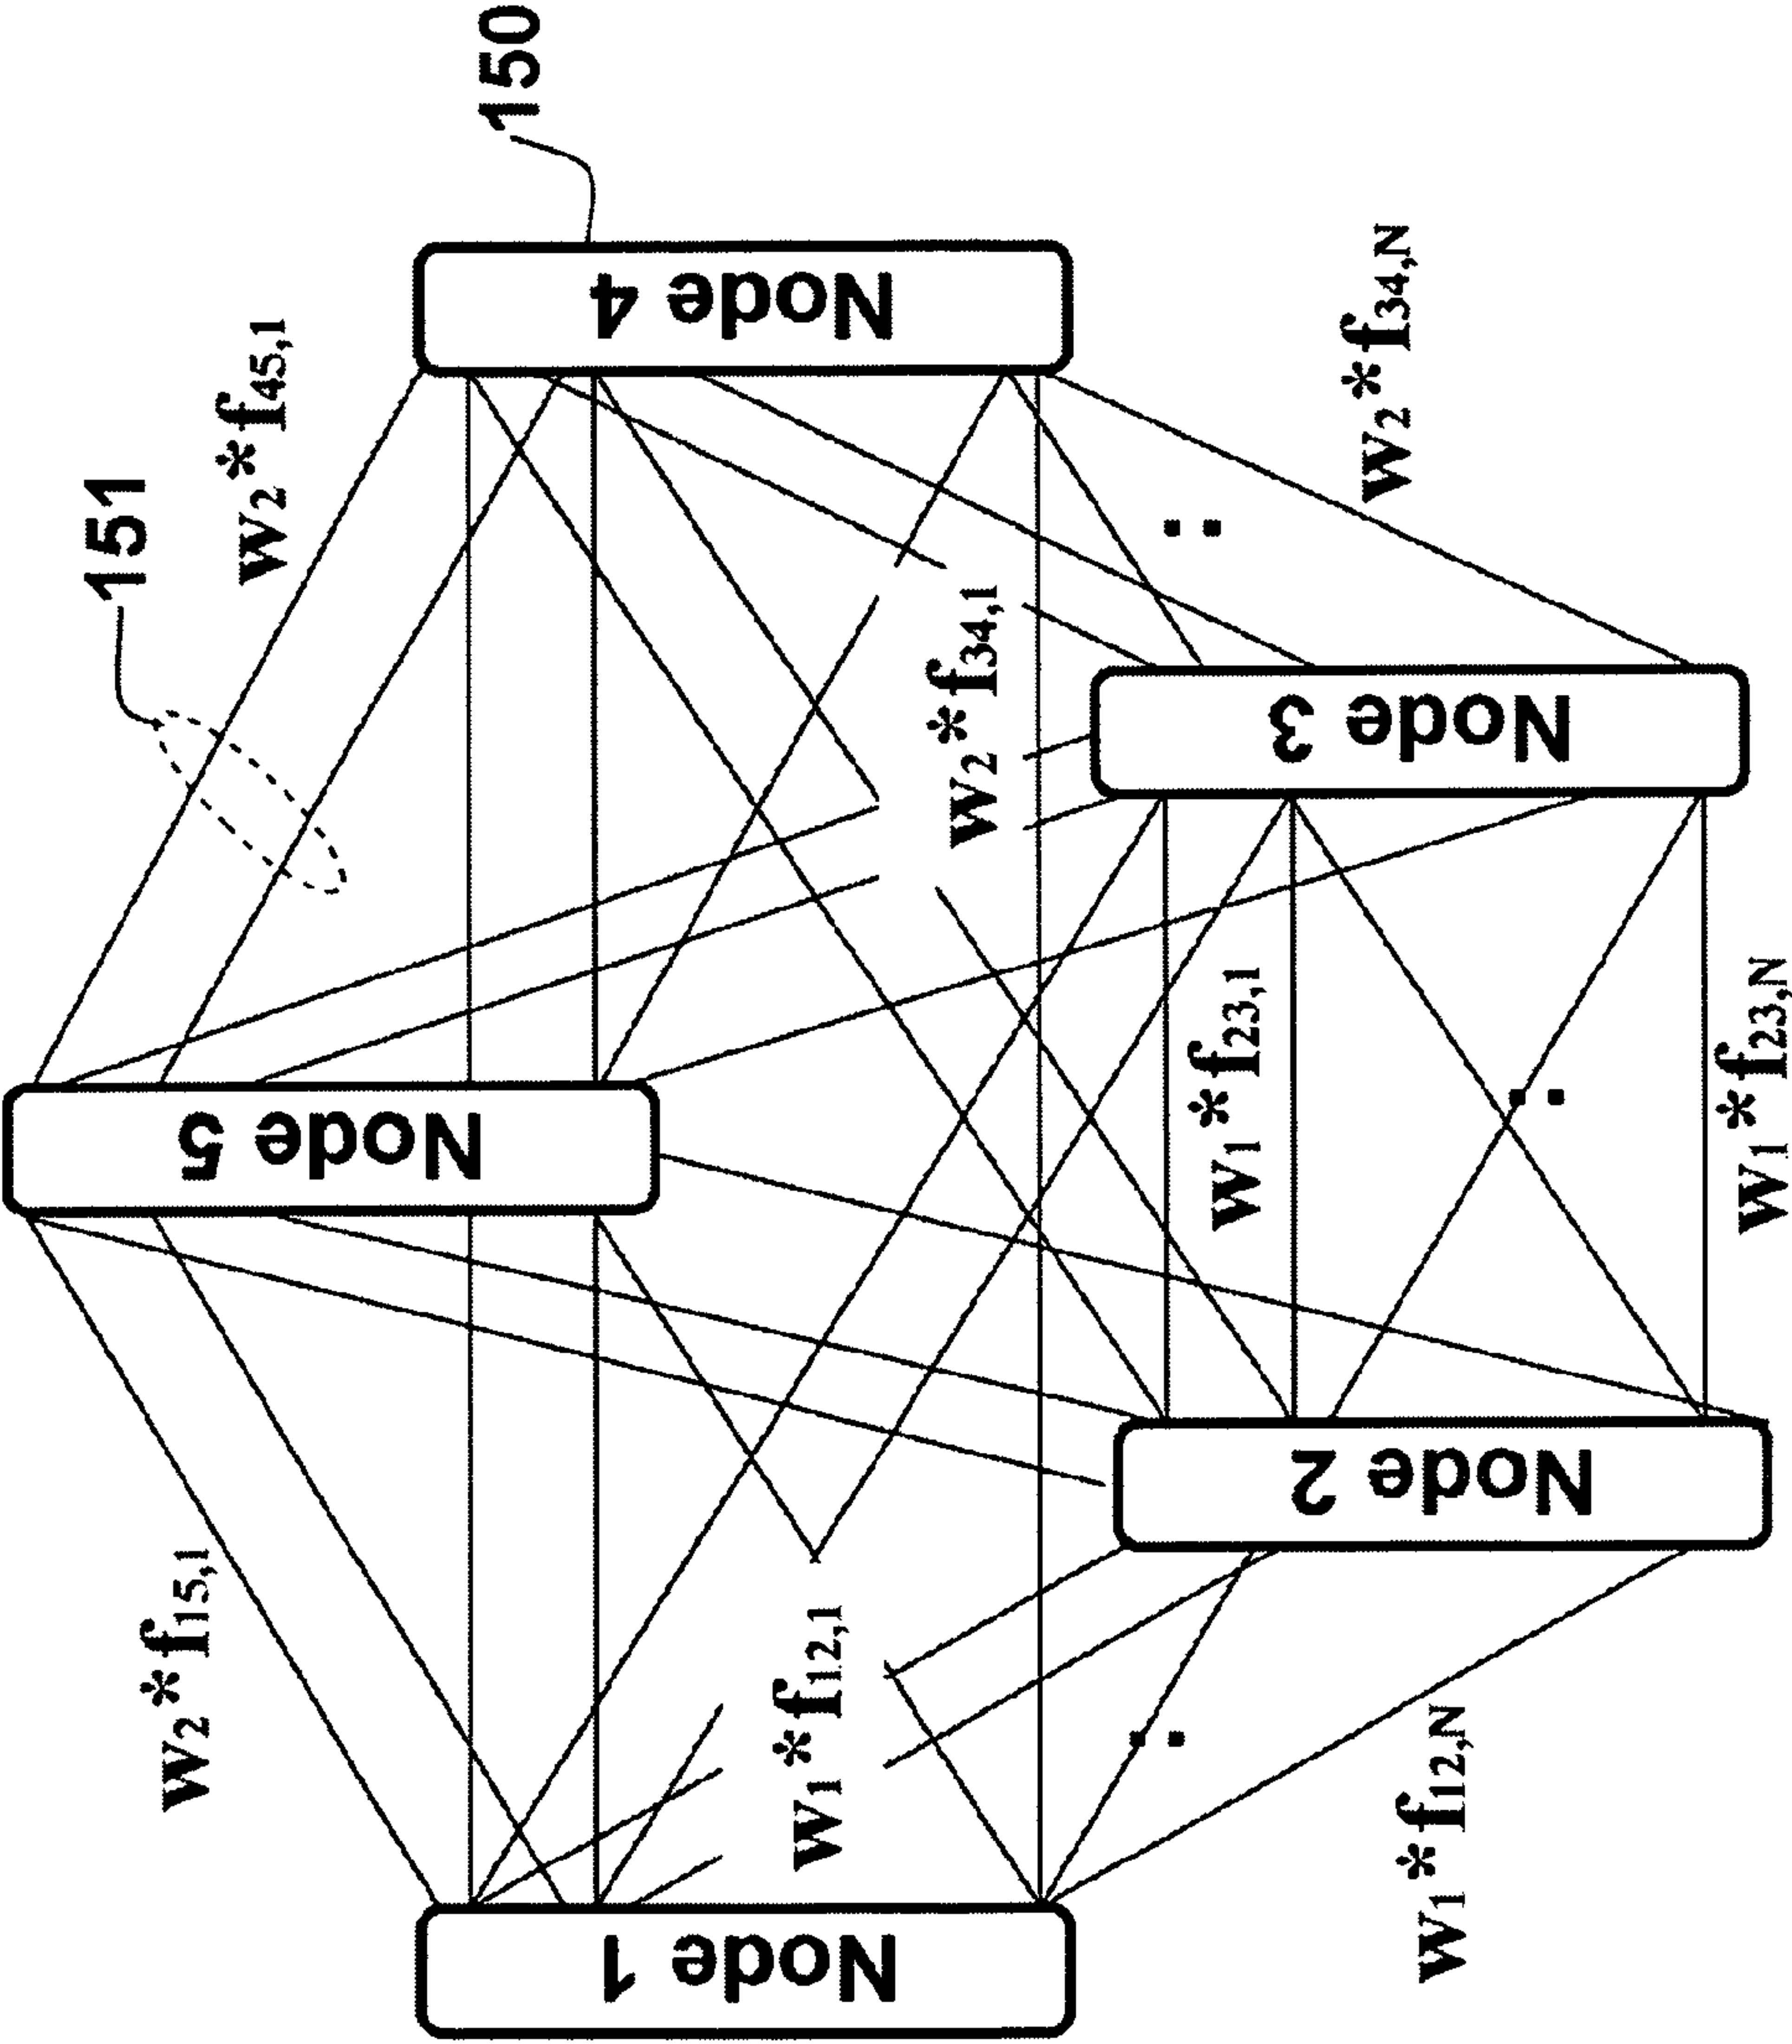 150
151
w2*f45,1
Node 4
w2*f34,N
w2*f34,1
Node 3
Node 5
w1*f23,1
w1*f23,N
Node 2
w2*f15,1
w1*f12,1
w1*f12,N
Node 1